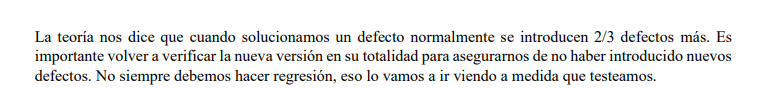 La teoría nos dice que cuando solucionamos un defecto normalmente se introducen 2/3 defectos más. Es
importante volver a verificar la nueva versión en su totalidad para asegurarnos de no haber introducido nuevos
defectos. No siempre debemos hacer regresión, eso lo vamos a ir viendo a medida que testeamos.